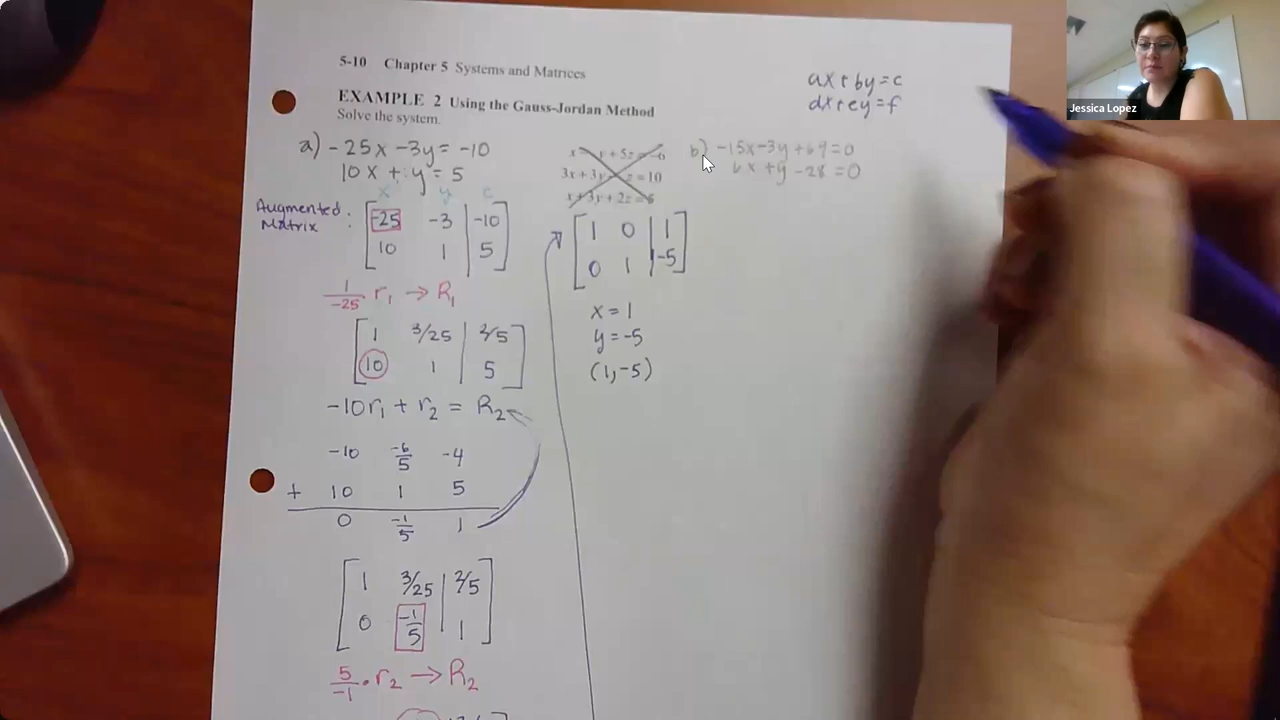 5-10 Chapter 5 Systems and Matrices
EXAMPLE 2 Using the Gauss-Jordan Method
Solve the system.
ax+by=c
dx+ey=f
Jessica Lopez
a) -25x -3y = -10
10x + y = 5
x y c
Augmented Matrix:
-25 -3 | -10
10 1 | 5
1/-25 · r₁ → R₁
1 3/25 | 2/5
10 1 | 5
-10r₁ + r₂ = R₂
-10 -6/5 -4
+ 10 1 5
0 -1/5 1
1 3/25 | 2/5
0 -1/5 | 1
5/-1 · r₂ → R₂
y + 5z = -6
3x + 3y z = 10
x + 3y + 2z =
1 0 | 1
0 1 | -5
x = 1
y = -5
(1, -5)
b) -15x-3y+69=0
6x +y -28 =0